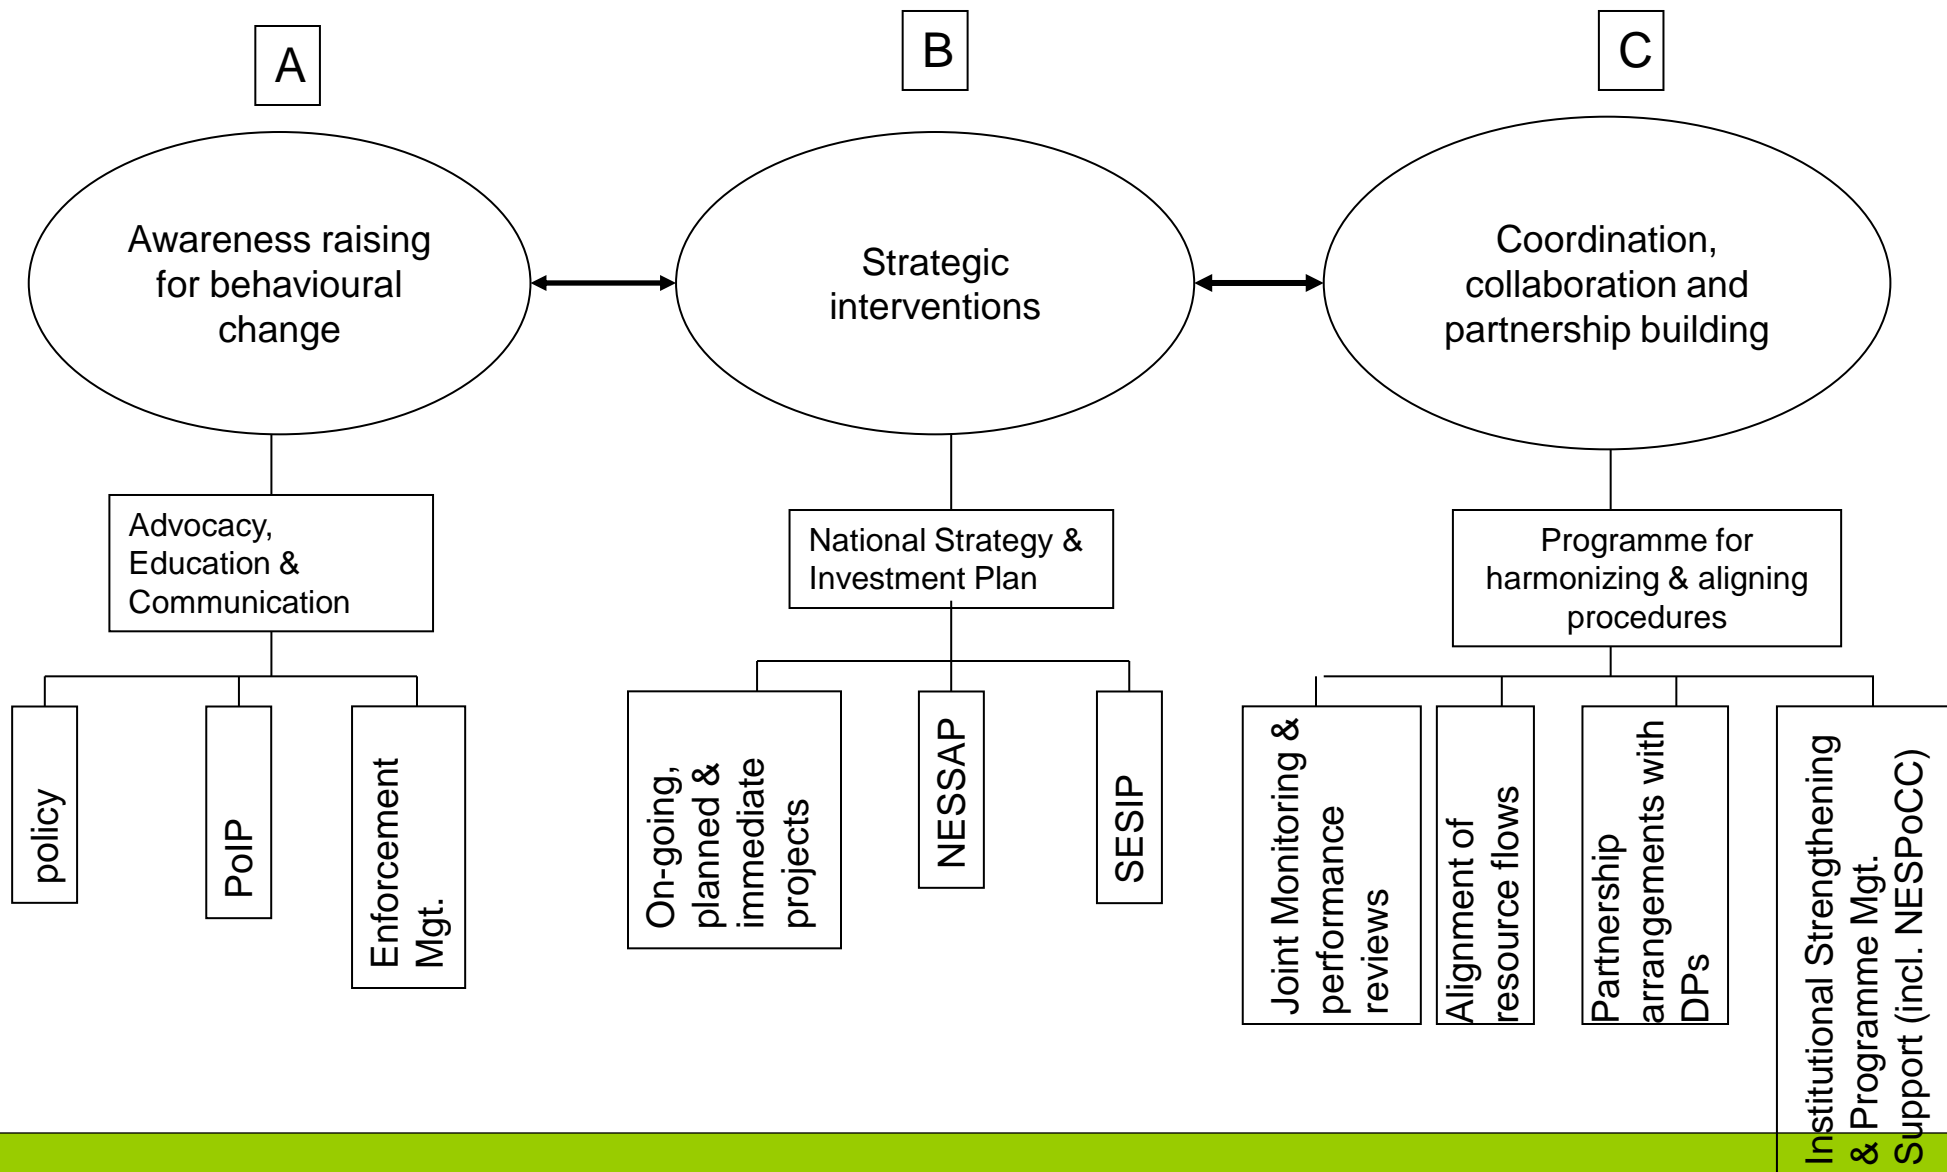 A
B
C
Awareness raising
for behavioural
change
Strategic
interventions
Coordination,
collaboration and
partnership building
Advocacy,
Education &
Communication
National Strategy &
Investment Plan
Programme for
harmonizing & aligning
procedures
policy
PoIP
Enforcement
Mgt.
On-going,
planned &
immediate
projects
NESSAP
SESIP
Joint Monitoring &
performance
reviews
Alignment of
resource flows
Partnership
arrangements with
DPs
Institutional Strengthening
& Programme Mgt.
Support (incl. NESPoCC)